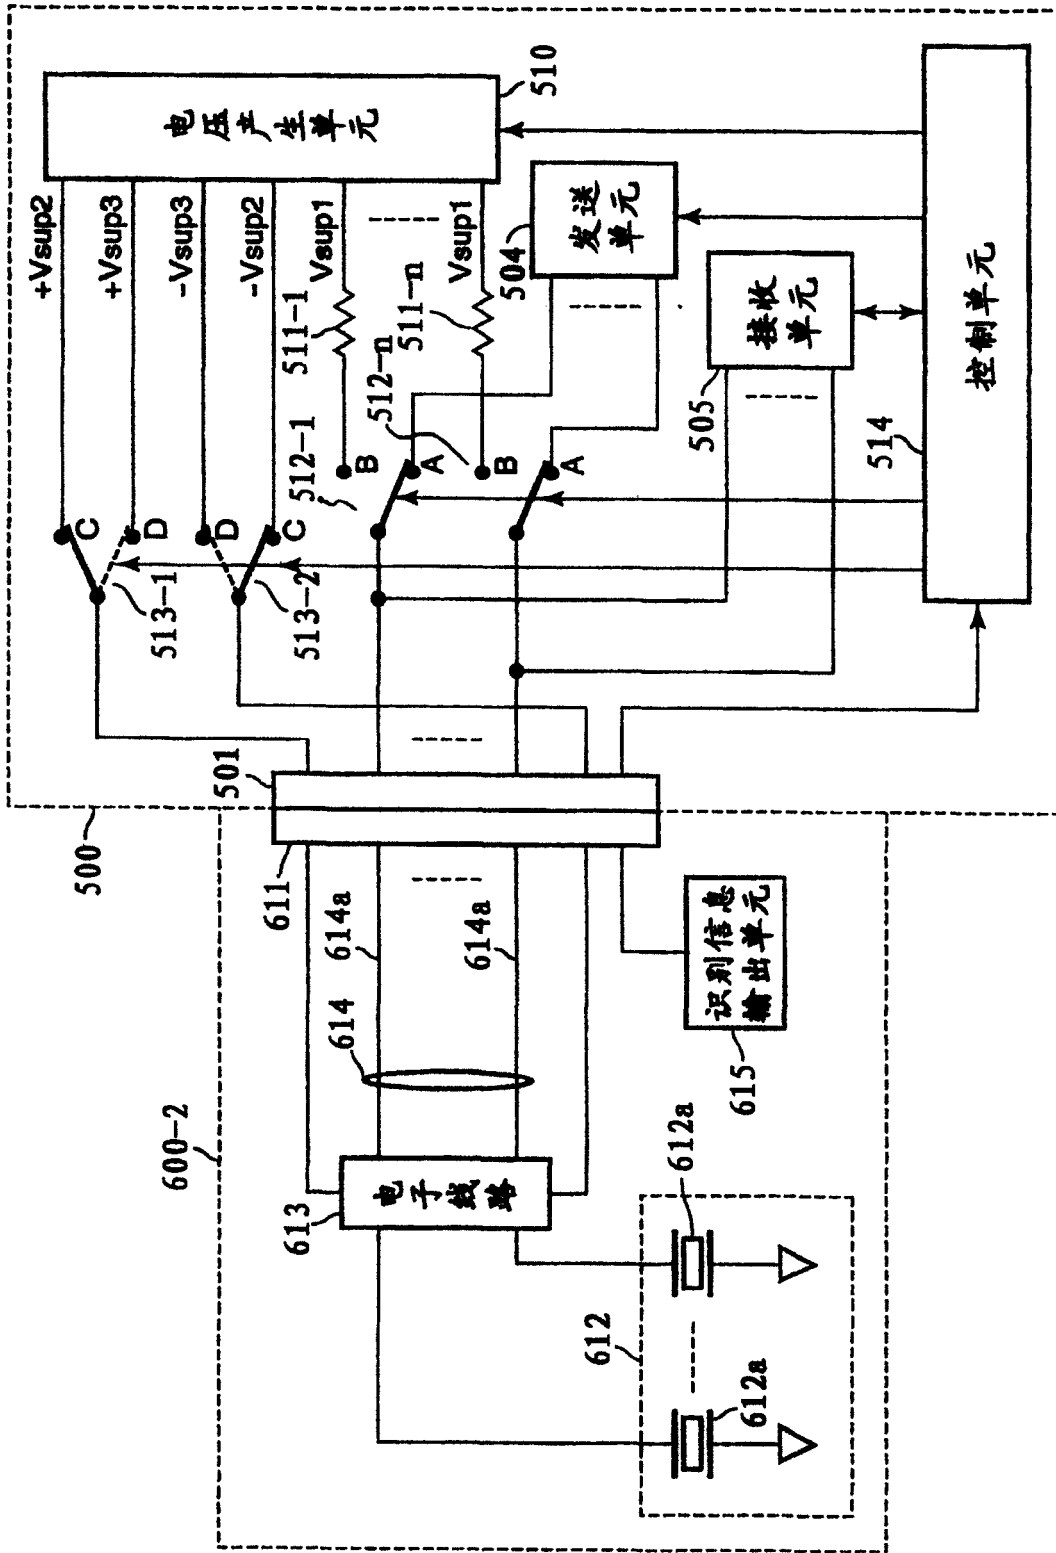 500
510
电压产生单元
+Vsup2
+Vsup3
-Vsup3
-Vsup2
Vsup1
Vsup1
511-1
511-n
512-1
512-n
B
A
B
A
C
D
D
C
513-1
513-2
504
发送
单元
505
接收
单元
514
控制单元
501
611
614a
614a
614
600-2
613
电子线路
615
识别信息
输出单元
612
612a
612a